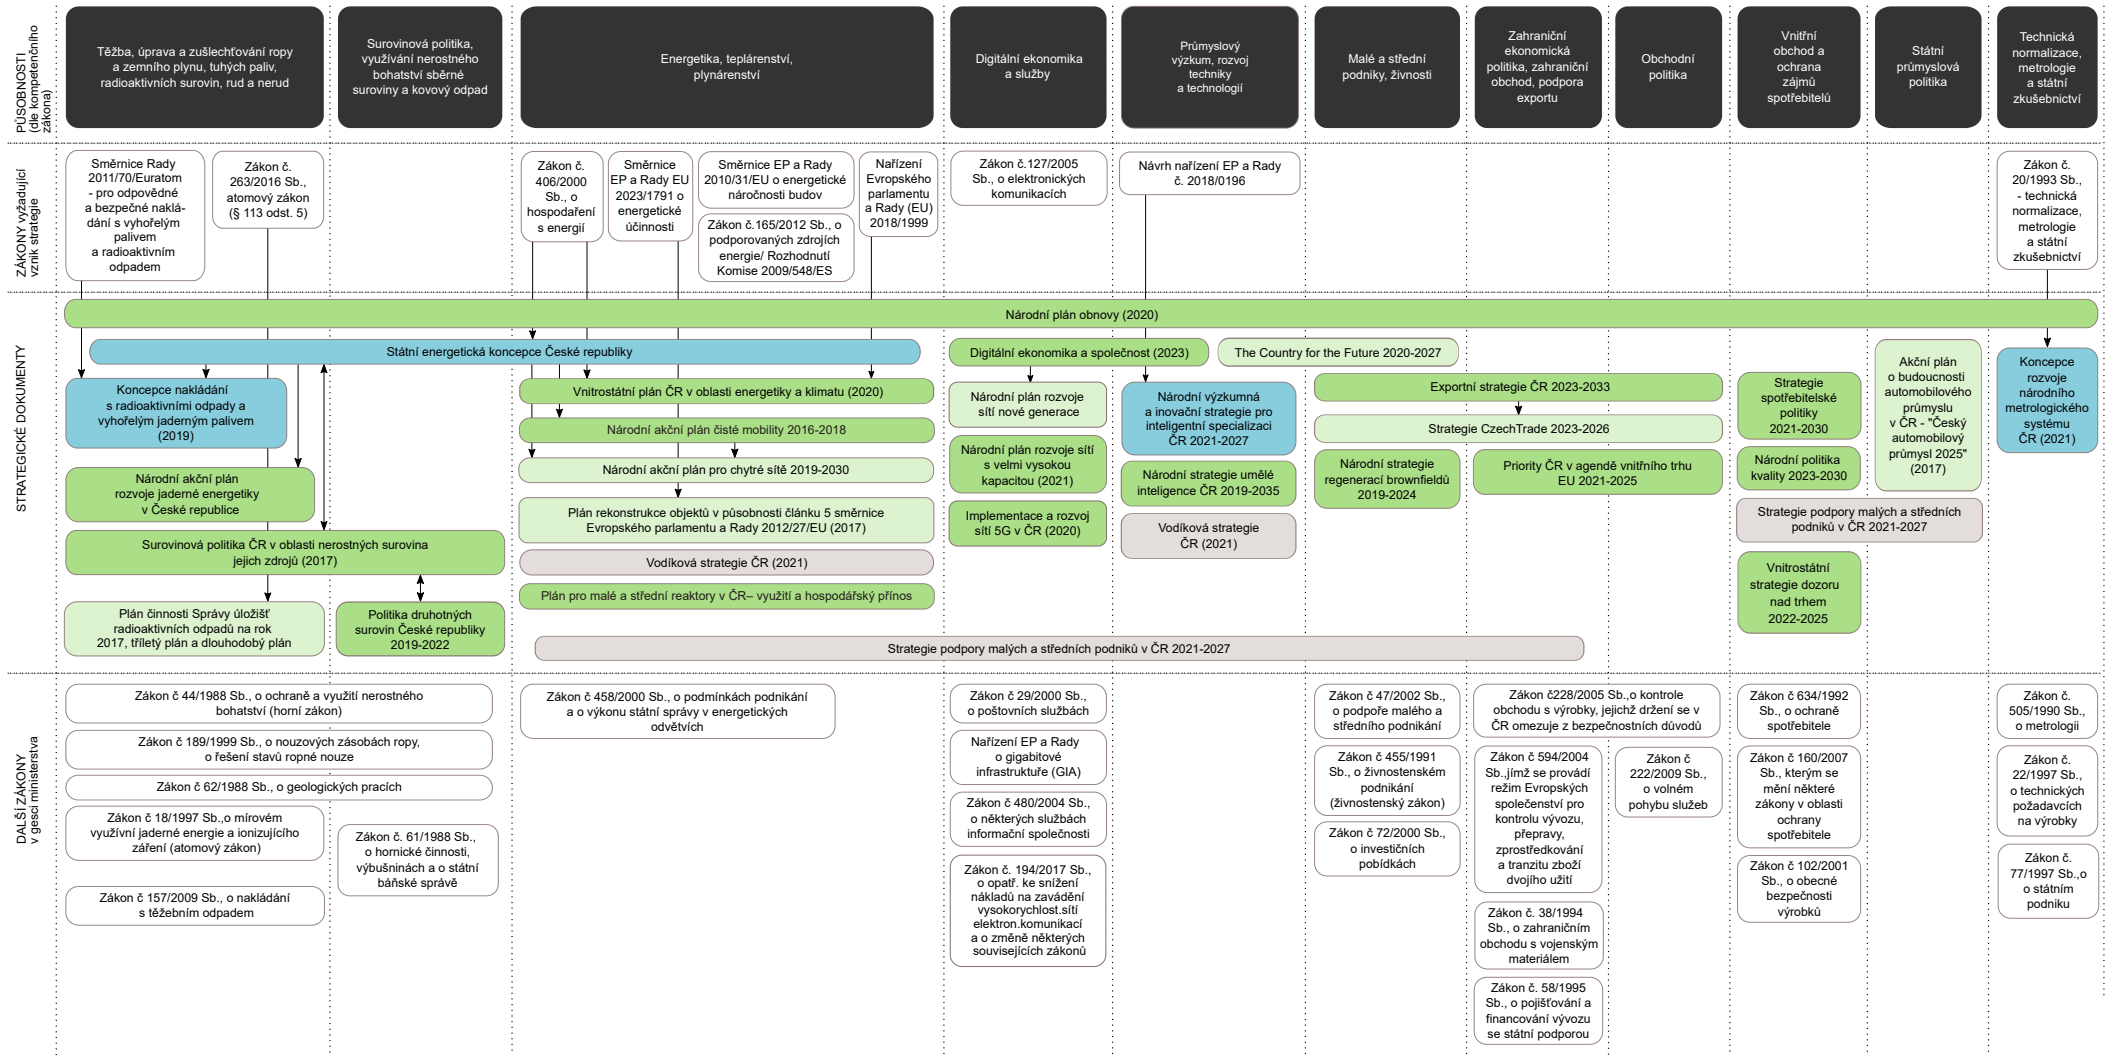 PŮSOBNOSTI
(dle kompetečního
zákona)
Těžba, úprava a zušlechťování ropy
a zemního plynu, tuhých paliv,
radioaktivních surovin, rud a nerud
Surovinová politika,
využívání nerostného
bohatství sběrné
suroviny a kovový odpad
Energetika, teplárenství,
plynárenství
Digitální ekonomika
a služby
Průmyslový
výzkum, rozvoj
techniky
a technologií
Malé a střední
podniky, živnosti
Zahraniční
ekonomická
politika, zahraniční
obchod, podpora
exportu
Obchodní
politika
Vnitřní
obchod a
ochrana
zájmů
spotřebitelů
Státní
průmyslová
politika
Technická
normalizace,
metrologie
a státní
zkušebnictví
ZÁKONY vyžadující
vznik strategie
Směrnice Rady
2011/70/Euratom
- pro odpovědné
a bezpečné naklá-
dání s vyhořelým
palivem
a radioaktivním
odpadem
Zákon č.
263/2016 Sb.,
atomový zákon
(§ 113 odst. 5)
Zákon č.
406/2000
Sb., o
hospodaření
s energií
Směrnice
EP a Rady EU
2023/1791 o
energetické
účinnosti
Směrnice EP a Rady
2010/31/EU o energetické
náročnosti budov
Zákon č.165/2012 Sb., o
podporovaných zdrojích
energie/ Rozhodnutí
Komise 2009/548/ES
Nařízení
Evropského
parlamentu
a Rady (EU)
2018/1999
Zákon č.127/2005
Sb., o elektronických
komunikacích
Návrh nařízení EP a Rady
č. 2018/0196
Zákon č.
20/1993 Sb.,
- technická
normalizace,
metrologie
a státní
zkušebnictví
STRATEGICKÉ DOKUMENTY
Národní plán obnovy (2020)
Státní energetická koncepce České republiky
Digitální ekonomika a společnost (2023)
The Country for the Future 2020-2027
Koncepce nakládání
s radioaktivními odpady a
vyhořelým jaderným palivem
(2019)
Národní akční plán
rozvoje jaderné energetiky
v České republice
Surovinová politika ČR v oblasti nerostných surovina
jejich zdrojů (2017)
Plán činnosti Správy úložišť
radioaktivních odpadů na rok
2017, tříletý plán a dlouhodobý plán
Politika druhotných
surovin České republiky
2019-2022
Vnitrostátní plán ČR v oblasti energetiky a klimatu (2020)
Národní akční plán čisté mobility 2016-2018
Národní akční plán pro chytré sítě 2019-2030
Plán rekonstrukce objektů v působnosti článku 5 směrnice
Evropského parlamentu a Rady 2012/27/EU (2017)
Vodíková strategie ČR (2021)
Plán pro malé a střední reaktory v ČR– využití a hospodářský přínos
Strategie podpory malých a středních podniků v ČR 2021-2027
Národní plán rozvoje
sítí nové generace
Národní plán rozvoje sítí
s velmi vysokou
kapacitou (2021)
Implementace a rozvoj
sítí 5G v ČR (2020)
Národní výzkumná
a inovační strategie pro
inteligentní specializaci
ČR 2021-2027
Národní strategie umělé
inteligence ČR 2019-2035
Vodíková strategie
ČR (2021)
Exportní strategie ČR 2023-2033
Strategie CzechTrade 2023-2026
Národní strategie
regenerací brownfieldů
2019-2024
Priority ČR v agendě vnitřního trhu
EU 2021-2025
Strategie
spotřebitelské
politiky
2021-2030
Národní politika
kvality 2023-2030
Strategie podpory malých a středních
podniků v ČR 2021-2027
Vnitrostátní
strategie dozoru
nad trhem
2022-2025
Akční plán
o budoucnosti
automobilového
průmyslu
v ČR - "Český
automobilový
průmysl 2025"
(2017)
Koncepce
rozvoje
národního
metrologického
systému
ČR (2021)
DALŠÍ ZÁKONY
v gesci ministerstva
Zákon č 44/1988 Sb., o ochraně a využití nerostného
bohatství (horní zákon)
Zákon č 189/1999 Sb., o nouzových zásobách ropy,
o řešení stavů ropné nouze
Zákon č 62/1988 Sb., o geologických pracích
Zákon č 18/1997 Sb.,o mírovém
využívní jaderné energie a ionizujícího
záření (atomový zákon)
Zákon č 157/2009 Sb., o nakládání
s těžebním odpadem
Zákon č. 61/1988 Sb.,
o hornické činnosti,
výbušninách a o státní
báňské správě
Zákon č 458/2000 Sb., o podmínkách podnikání
a o výkonu státní správy v energetických
odvětvích
Zákon č 29/2000 Sb.,
o poštovních službách
Nařízení EP a Rady
o gigabitové
infrastruktuře (GIA)
Zákon č 480/2004 Sb.,
o některých službách
informační společnosti
Zákon č. 194/2017 Sb.,
o opatř. ke snížení
nákladů na zavádění
vysokorychlost.sítí
elektron.komunikací
a o změně některých
souvisejících zákonů
Zákon č 47/2002 Sb.,
o podpoře malého a
středního podnikání
Zákon č 455/1991
Sb., o živnostenském
podnikání
(živnostenský zákon)
Zákon č 72/2000 Sb.,
o investičních
pobídkách
Zákon č228/2005 Sb.,o kontrole
obchodu s výrobky, jejichž držení se v
ČR omezuje z bezpečnostních důvodů
Zákon č 594/2004
Sb.,jímž se provádí
režim Evropských
společenství pro
kontrolu vývozu,
přepravy,
zprostředkování
a tranzitu zboží
dvojího užití
Zákon č. 38/1994
Sb., o zahraničním
obchodu s vojenským
materiálem
Zákon č. 58/1995
Sb., o pojišťování a
financování vývozu
se státní podporou
Zákon č
222/2009 Sb.,
o volném
pohybu služeb
Zákon č 634/1992
Sb., o ochraně
spotřebitele
Zákon č 160/2007
Sb., kterým se
mění některé
zákony v oblasti
ochrany
spotřebitele
Zákon č 102/2001
Sb., o obecné
bezpečnosti
výrobků
Zákon č.
505/1990 Sb.,
o metrologii
Zákon č.
22/1997 Sb.,
o technických
požadavcích
na výrobky
Zákon č.
77/1997 Sb.,o
o státním
podniku